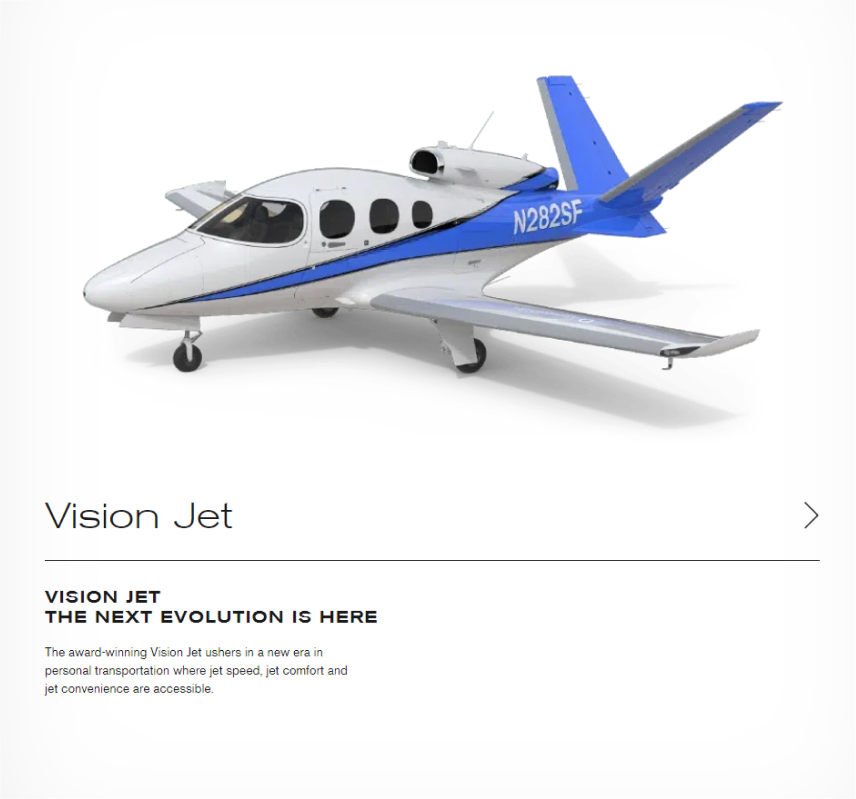 N282SF
Vision Jet
VISION JET
THE NEXT EVOLUTION IS HERE
The award-winning Vision Jet ushers in a new era in
personal transportation where jet speed, jet comfort and
jet convenience are accessible.